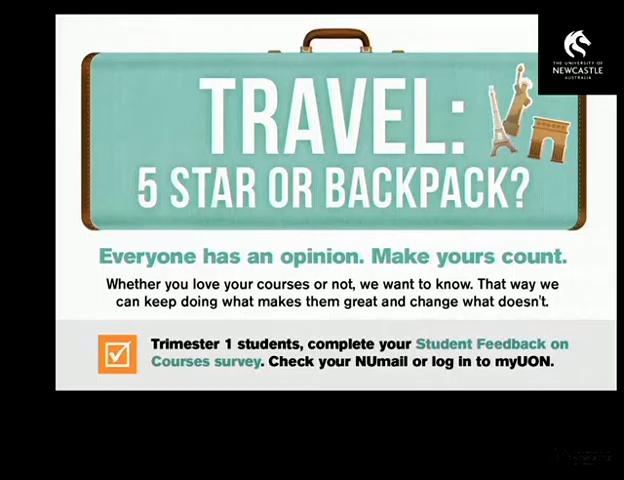 THE UNIVERSITY OF
NEWCASTLE
AUSTRALIA
TRAVEL:
5 STAR OR BACKPACK?
Everyone has an opinion. Make yours count.
Whether you love your courses or not, we want to know. That way we
can keep doing what makes them great and change what doesn't.
Trimester 1 students, complete your Student Feedback on
Courses survey. Check your NUmail or log in to myUON.